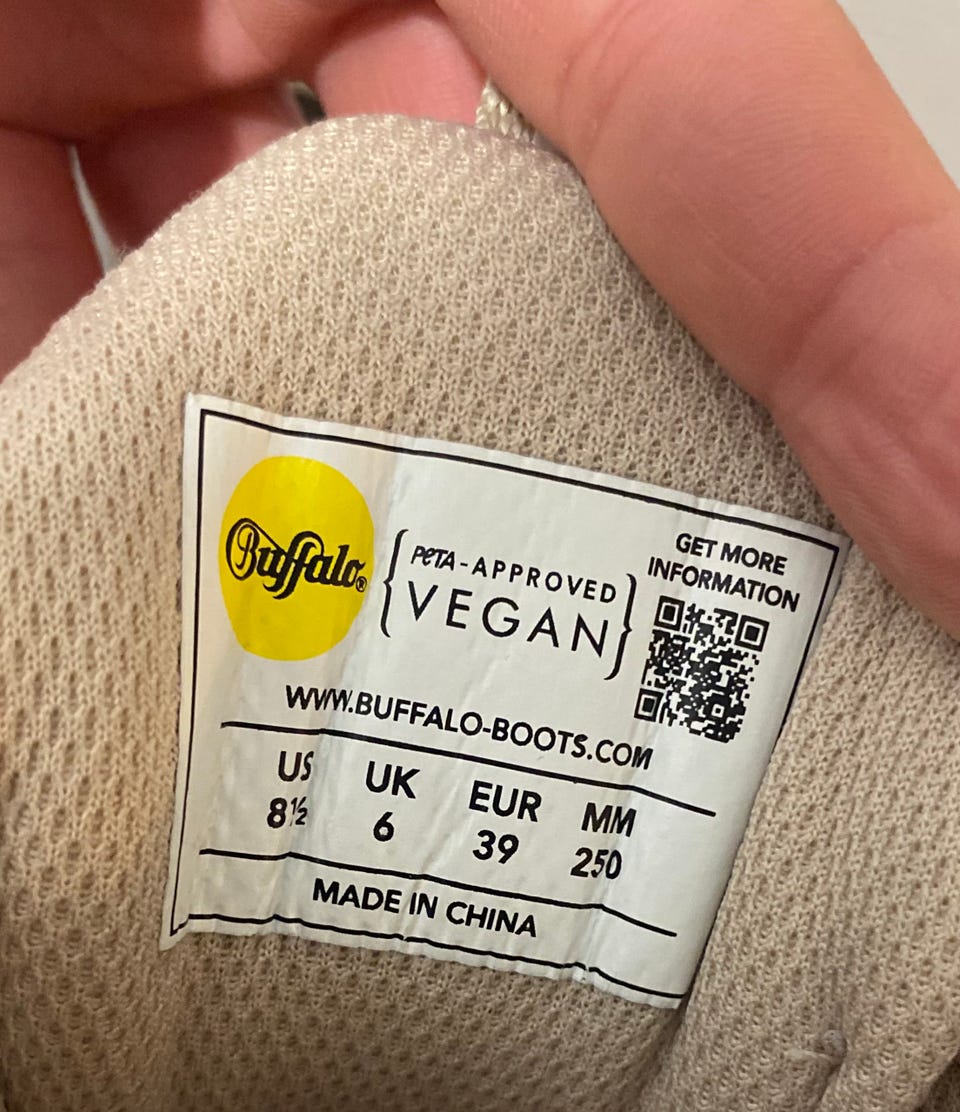 Buffalo®
PETA-APPROVED
VEGAN
GET MORE
INFORMATION
WWW.BUFFALO-BOOTS.COM
US UK EUR MM
8½ 6 39 250
MADE IN CHINA